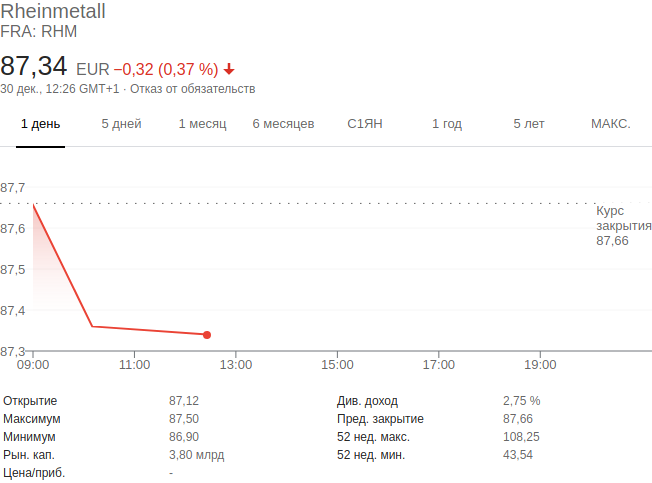 Rheinmetall
FRA: RHM
87,34 EUR −0,32 (0,37 %)
30 дек., 12:26 GMT+1 · Отказ от обязательств
1 день 5 дней 1 месяц 6 месяцев С1ЯН 1 год 5 лет МАКС.
87,7
Курс
закрытия
87,66
87,6
87,5
87,4
87,3
09:00 11:00 13:00 15:00 17:00 19:00
Открытие 87,12 Див. доход 2,75 %
Максимум 87,50 Пред. закрытие 87,66
Минимум 86,90 52 нед. макс. 108,25
Рын. кап. 3,80 млрд 52 нед. мин. 43,54
Цена/приб. -